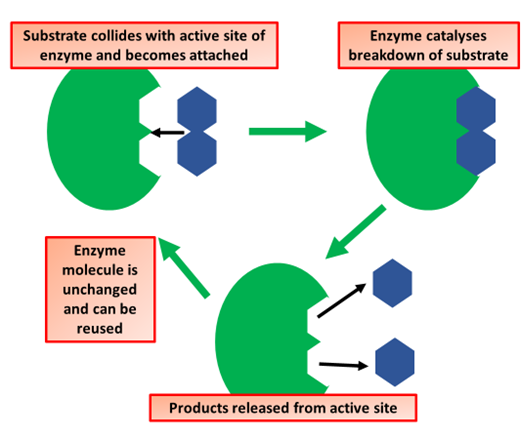 Substrate collides with active site of
enzyme and becomes attached
Enzyme catalyses
breakdown of substrate
Enzyme
molecule is
unchanged
and can be
reused
Products released from active site